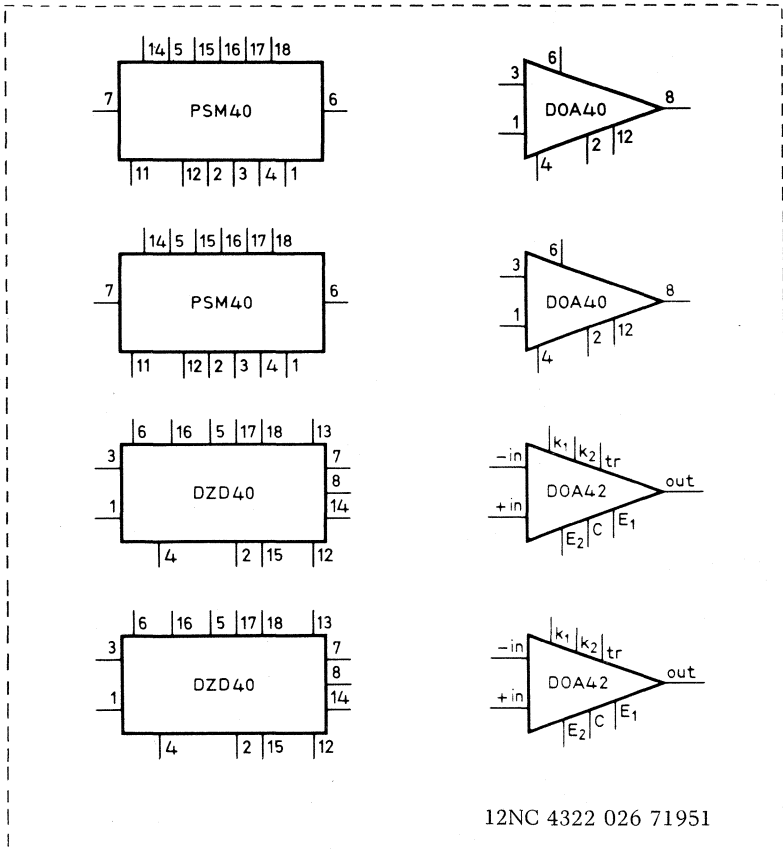 14 5 15 16 17 18 6
7 PSM40 6 3 DOA40 8
1
11 12 2 3 4 1 4 2 12
14 5 15 16 17 18 6
7 PSM40 6 3 DOA40 8
1
11 12 2 3 4 1 4 2 12
6 16 5 17 18 13 k₁ k₂ tr
3 7 -in
DZD40 8 DOA42 out
1 14 +in
4 2 15 12 E₂ C E₁
6 16 5 17 18 13 k₁ k₂ tr
3 7 -in
DZD40 8 DOA42 out
1 14 +in
4 2 15 12 E₂ C E₁
12NC 4322 026 71951